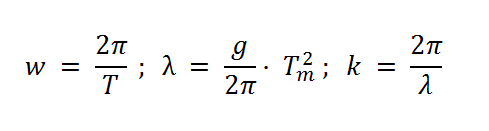 w = 2π/T ; λ = g/2π · T_m^2 ; k = 2π/λ